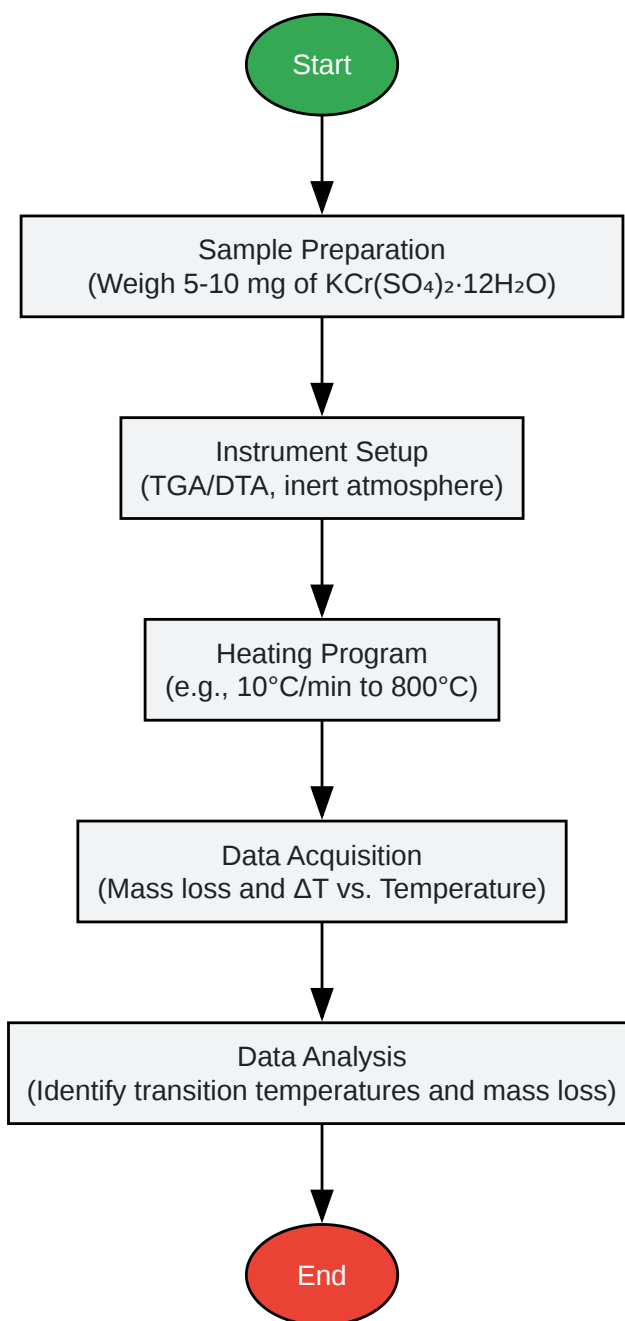 Start
Sample Preparation
(Weigh 5-10 mg of KCr(SO₄)₂·12H₂O)
Instrument Setup
(TGA/DTA, inert atmosphere)
Heating Program
(e.g., 10°C/min to 800°C)
Data Acquisition
(Mass loss and ΔT vs. Temperature)
Data Analysis
(Identify transition temperatures and mass loss)
End